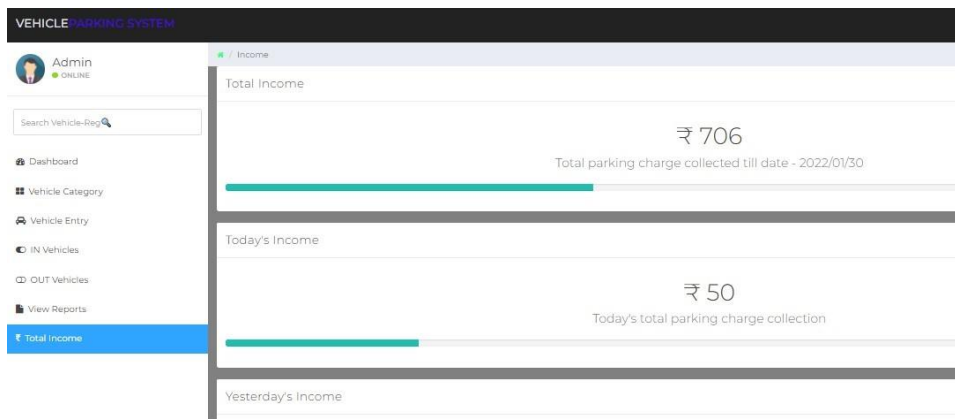 VEHICLEPARKING SYSTEM
Admin
ONLINE
Search Vehicle-Reg
Dashboard
Vehicle Category
Vehicle Entry
IN Vehicles
OUT Vehicles
View Reports
₹ Total Income
/ Income
Total Income
₹ 706
Total parking charge collected till date - 2022/01/30
Today's Income
₹ 50
Today's total parking charge collection
Yesterday's Income